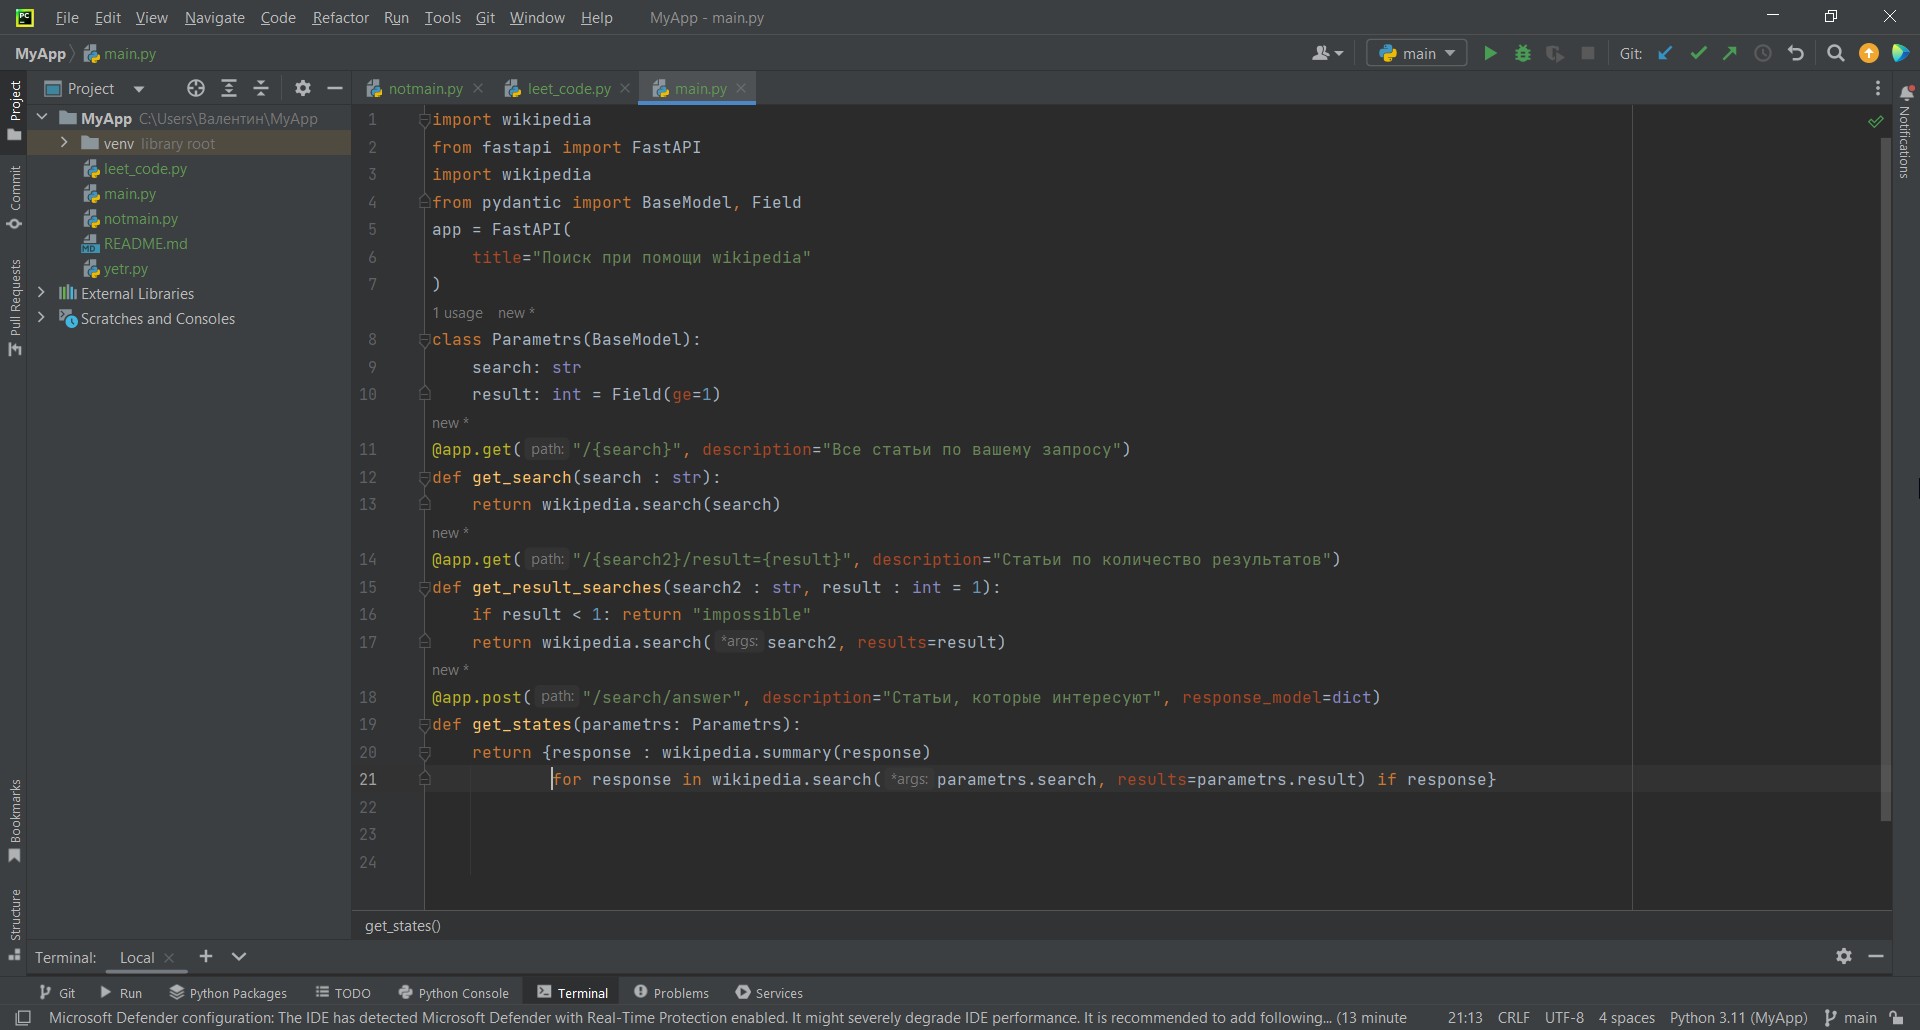 File Edit View Navigate Code Refactor Run Tools Git Window Help MyApp - main.py
MyApp main.py main Git:
Project notmain.py leet_code.py main.py
MyApp C:\Users\Валентин\MyApp
venv library root
leet_code.py
main.py
notmain.py
README.md
yetr.py
External Libraries
Scratches and Consoles
Project
Commit
Pull Requests
Bookmarks
Structure
Notifications
1 import wikipedia
2 from fastapi import FastAPI
3 import wikipedia
4 from pydantic import BaseModel, Field
5 app = FastAPI(
6     title="Поиск при помощи wikipedia"
7 )
1 usage new *
8 class Parametrs(BaseModel):
9     search: str
10     result: int = Field(ge=1)
new *
11 @app.get( path: "/{search}", description="Все статьи по вашему запросу")
12 def get_search(search : str):
13     return wikipedia.search(search)
new *
14 @app.get( path: "/{search2}/result={result}", description="Статьи по количество результатов")
15 def get_result_searches(search2 : str, result : int = 1):
16     if result < 1: return "impossible"
17     return wikipedia.search( *args: search2, results=result)
new *
18 @app.post( path: "/search/answer", description="Статьи, которые интересуют", response_model=dict)
19 def get_states(parametrs: Parametrs):
20     return {response : wikipedia.summary(response)
21             for response in wikipedia.search( *args: parametrs.search, results=parametrs.result) if response}
22
23
24
get_states()
Terminal: Local
Git Run Python Packages TODO Python Console Terminal Problems Services
Microsoft Defender configuration: The IDE has detected Microsoft Defender with Real-Time Protection enabled. It might severely degrade IDE performance. It is recommended to add following... (13 minute 21:13 CRLF UTF-8 4 spaces Python 3.11 (MyApp) main